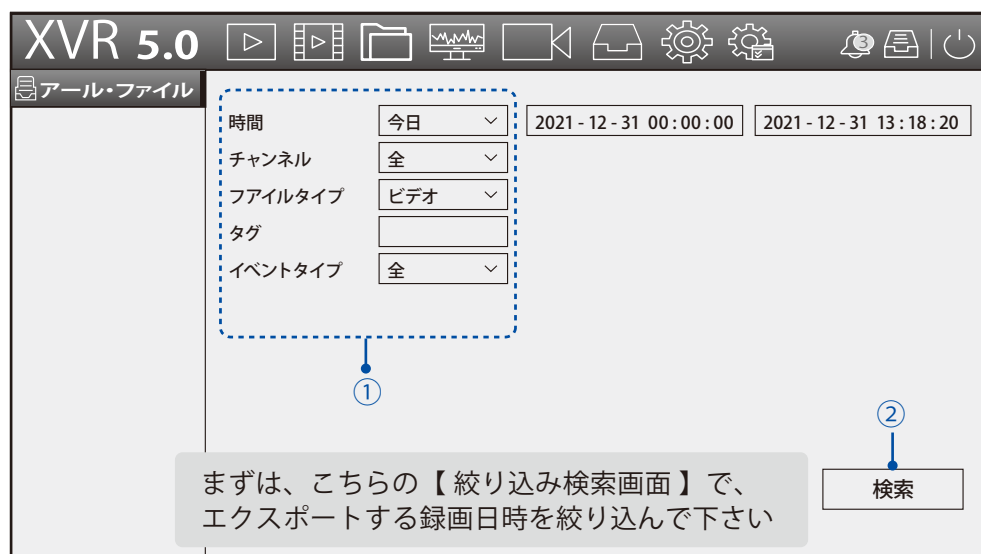 XVR 5.0
3
アール・ファイル
時間 今日 2021 - 12 - 31 00 : 00 : 00 2021 - 12 - 31 13 : 18 : 20
チャンネル 全
フアイルタイプ ビデオ
タグ
イベントタイプ 全
①
②
検索
まずは、こちらの【 絞り込み検索画面 】で、
エクスポートする録画日時を絞り込んで下さい